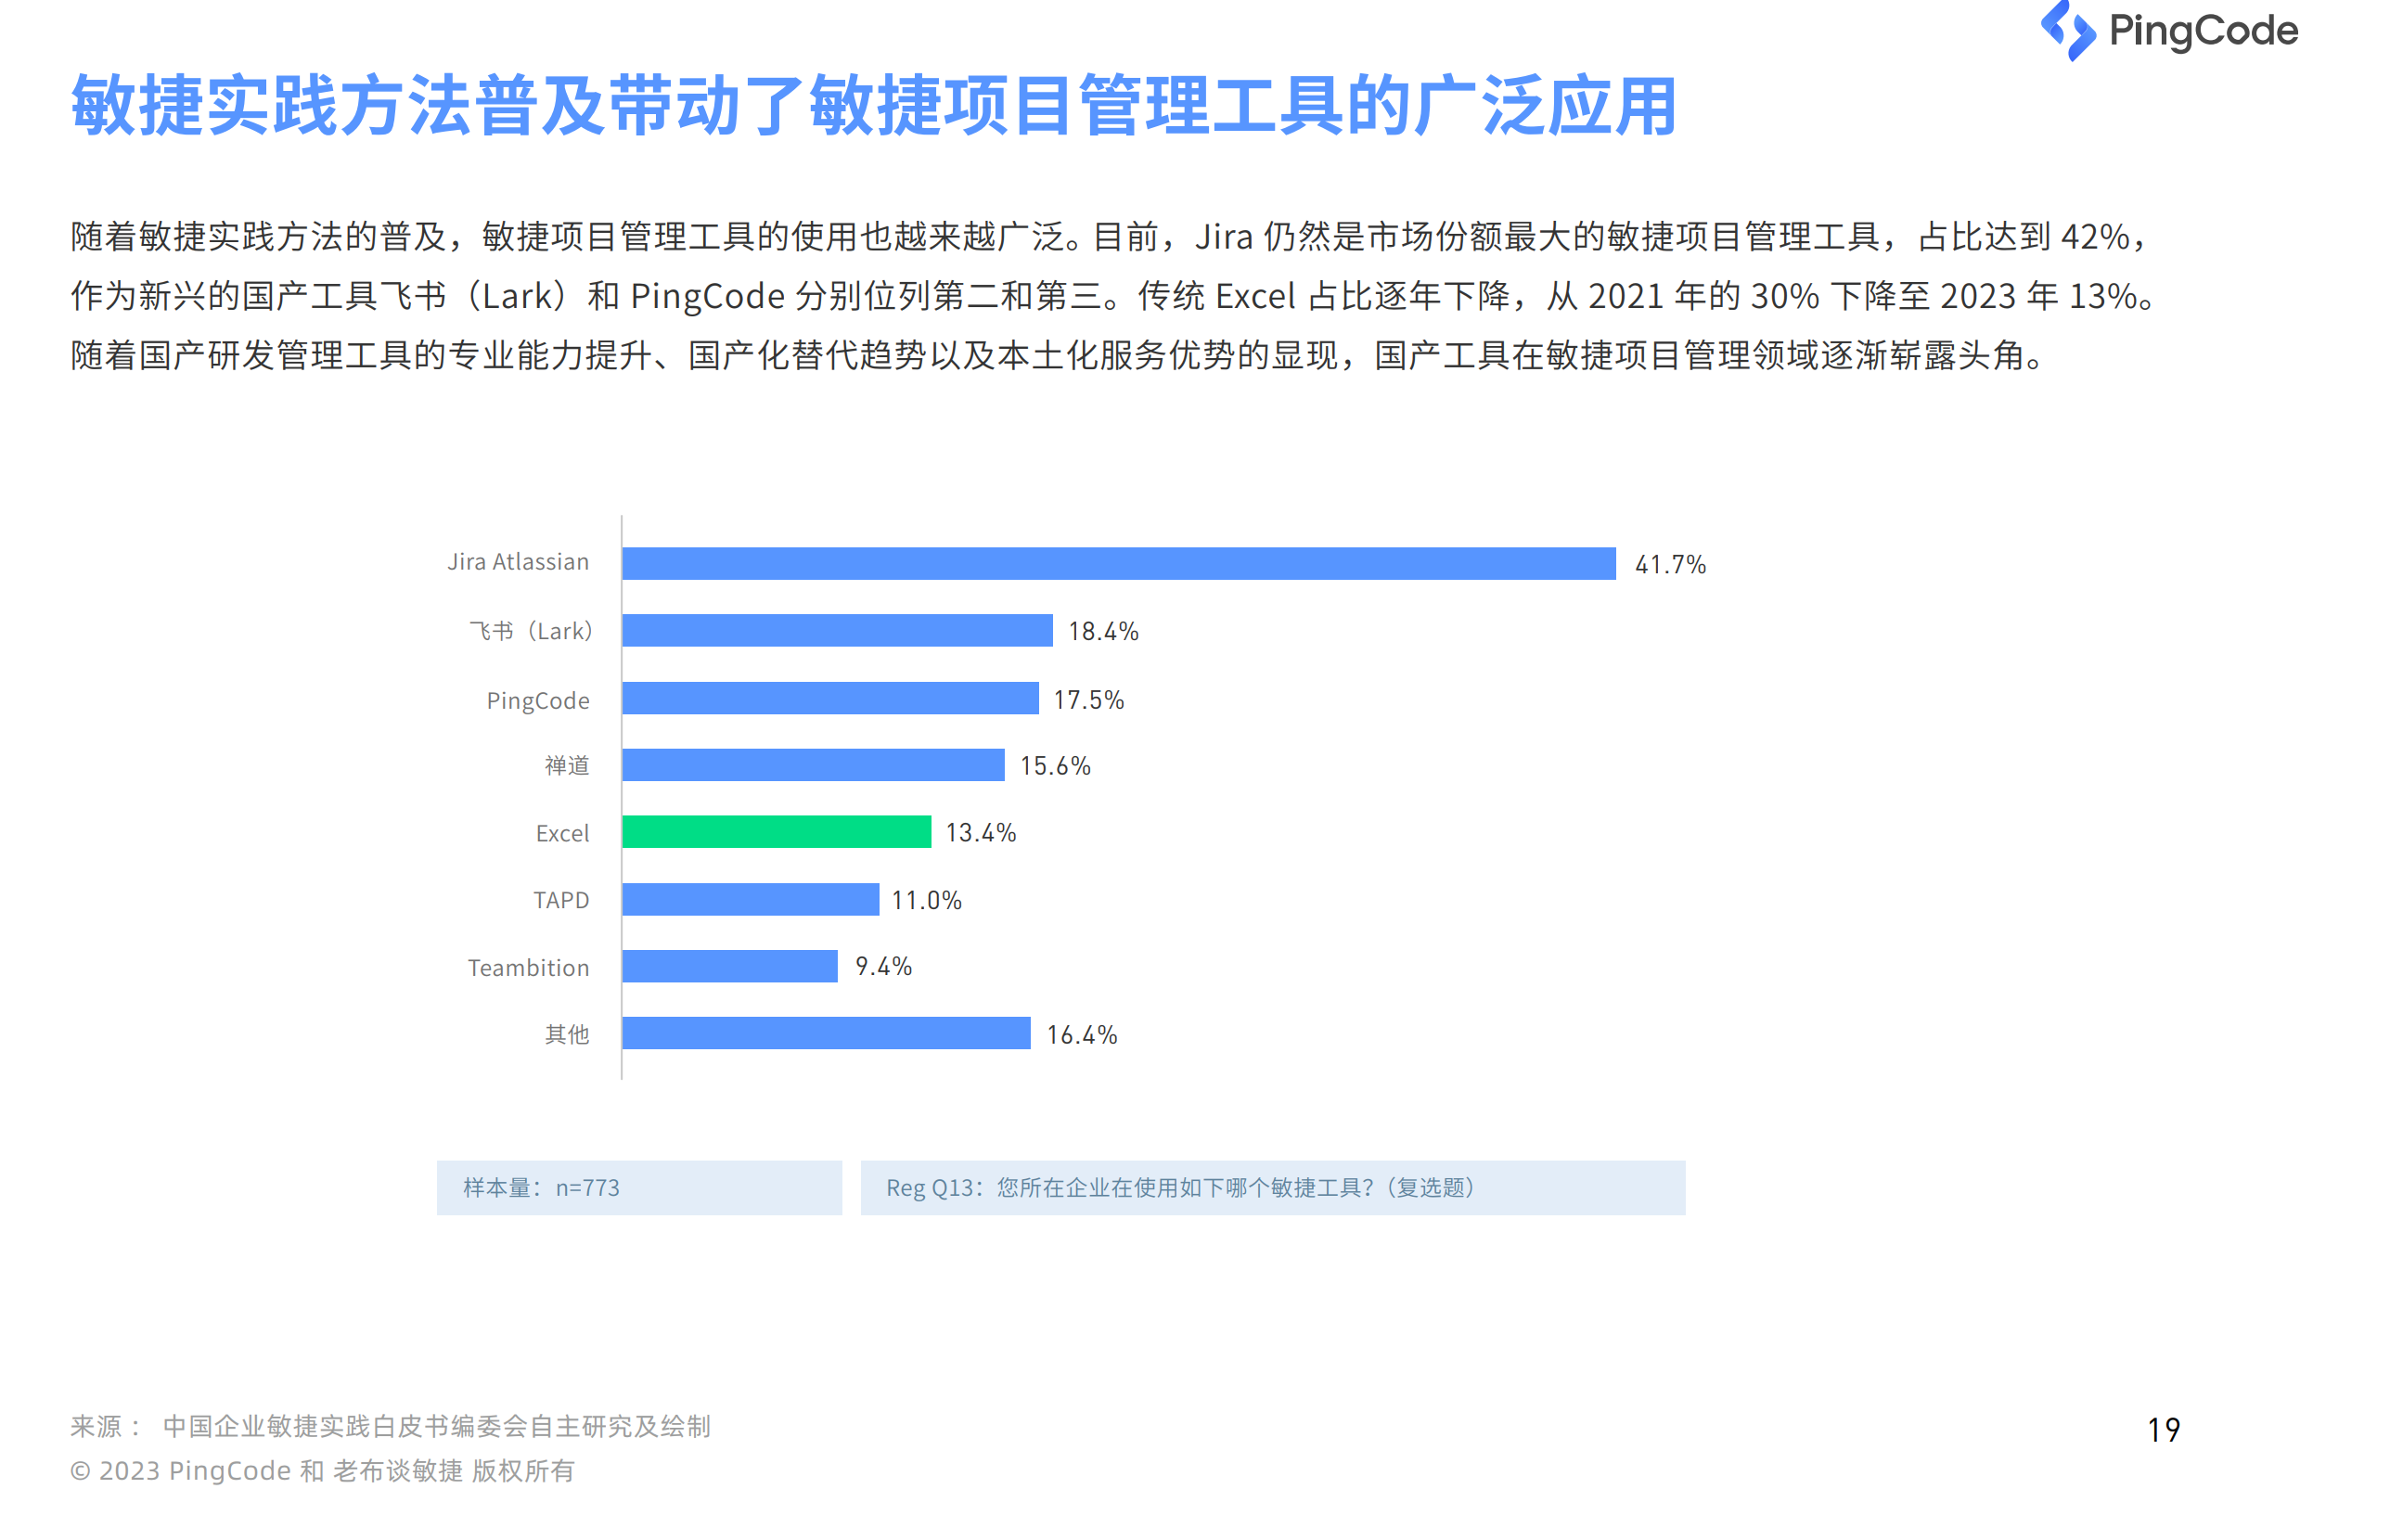 PingCode
敏捷实践方法普及带动了敏捷项目管理工具的广泛应用
随着敏捷实践方法的普及，敏捷项目管理工具的使用也越来越广泛。目前，Jira 仍然是市场份额最大的敏捷项目管理工具，占比达到 42%，
作为新兴的国产工具飞书（Lark）和 PingCode 分别位列第二和第三。传统 Excel 占比逐年下降，从 2021 年的 30% 下降至 2023 年 13%。
随着国产研发管理工具的专业能力提升、国产化替代趋势以及本土化服务优势的显现，国产工具在敏捷项目管理领域逐渐崭露头角。
Jira Atlassian 41.7%
飞书（Lark） 18.4%
PingCode 17.5%
禅道 15.6%
Excel 13.4%
TAPD 11.0%
Teambition 9.4%
其他 16.4%
样本量：n=773
Reg Q13：您所在企业在使用如下哪个敏捷工具？（复选题）
来源： 中国企业敏捷实践白皮书编委会自主研究及绘制
© 2023 PingCode 和 老布谈敏捷 版权所有
19